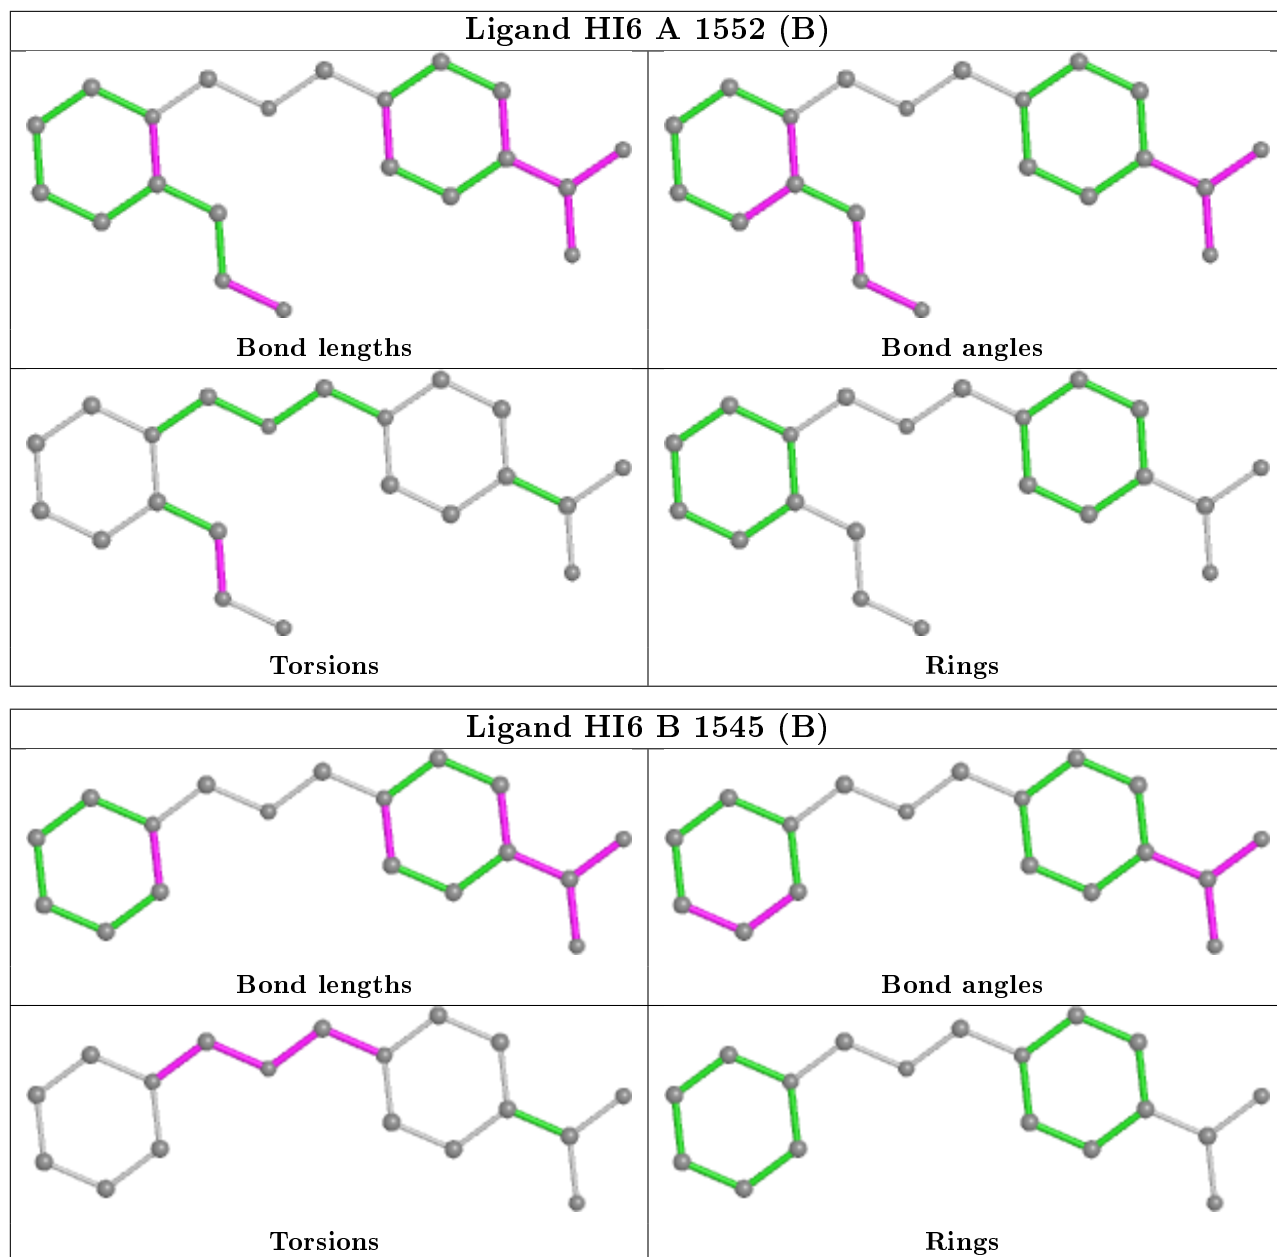 Ligand HI6 A 1552 (B)
Bond lengths
Bond angles
Torsions
Rings
Ligand HI6 B 1545 (B)
Bond lengths
Bond angles
Torsions
Rings